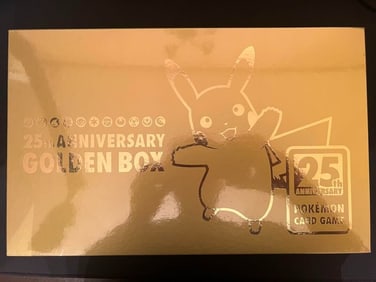 25th ANNIVERSARY
GOLDEN BOX
25th
ANNIVERSARY
POKÉMON
CARD GAME